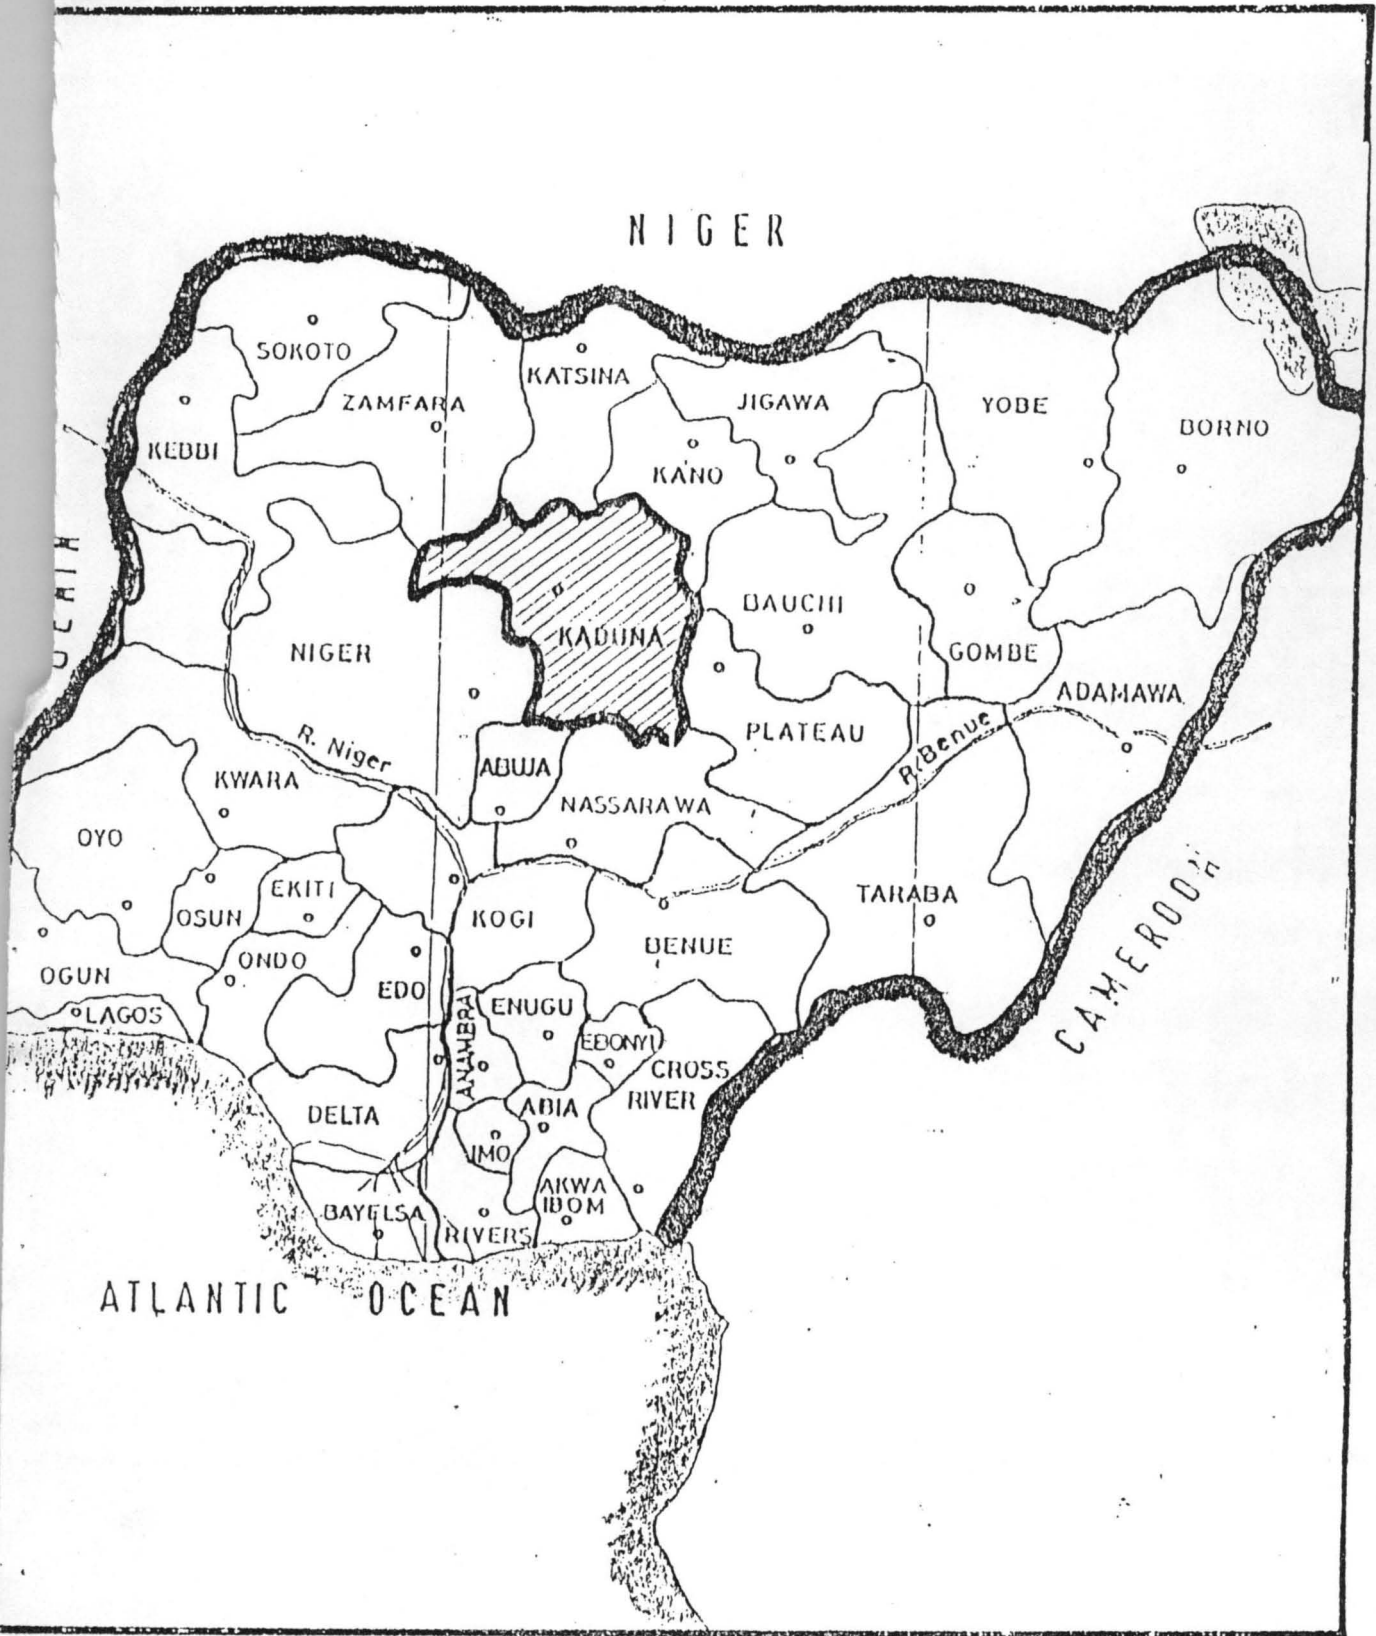 NIGER
SOKOTO
KATSINA
ZAMFARA
JIGAWA
YOBE
BORNO
KEBBI
KANO
BAUCHI
KADUNA
NIGER
GOMBE
ADAMAWA
PLATEAU
R. Niger
R. Benue
ABUJA
KWARA
NASSARAWA
OYO
EKITI
TARABA
OSUN
KOGI
BENUE
ONDO
OGUN
EDO
ENUGU
LAGOS
EBONYI
CROSS
RIVER
CAMEROON
DELTA
ABIA
IMO
AKWA
IBOM
BAYELSA
RIVERS
ATLANTIC OCEAN